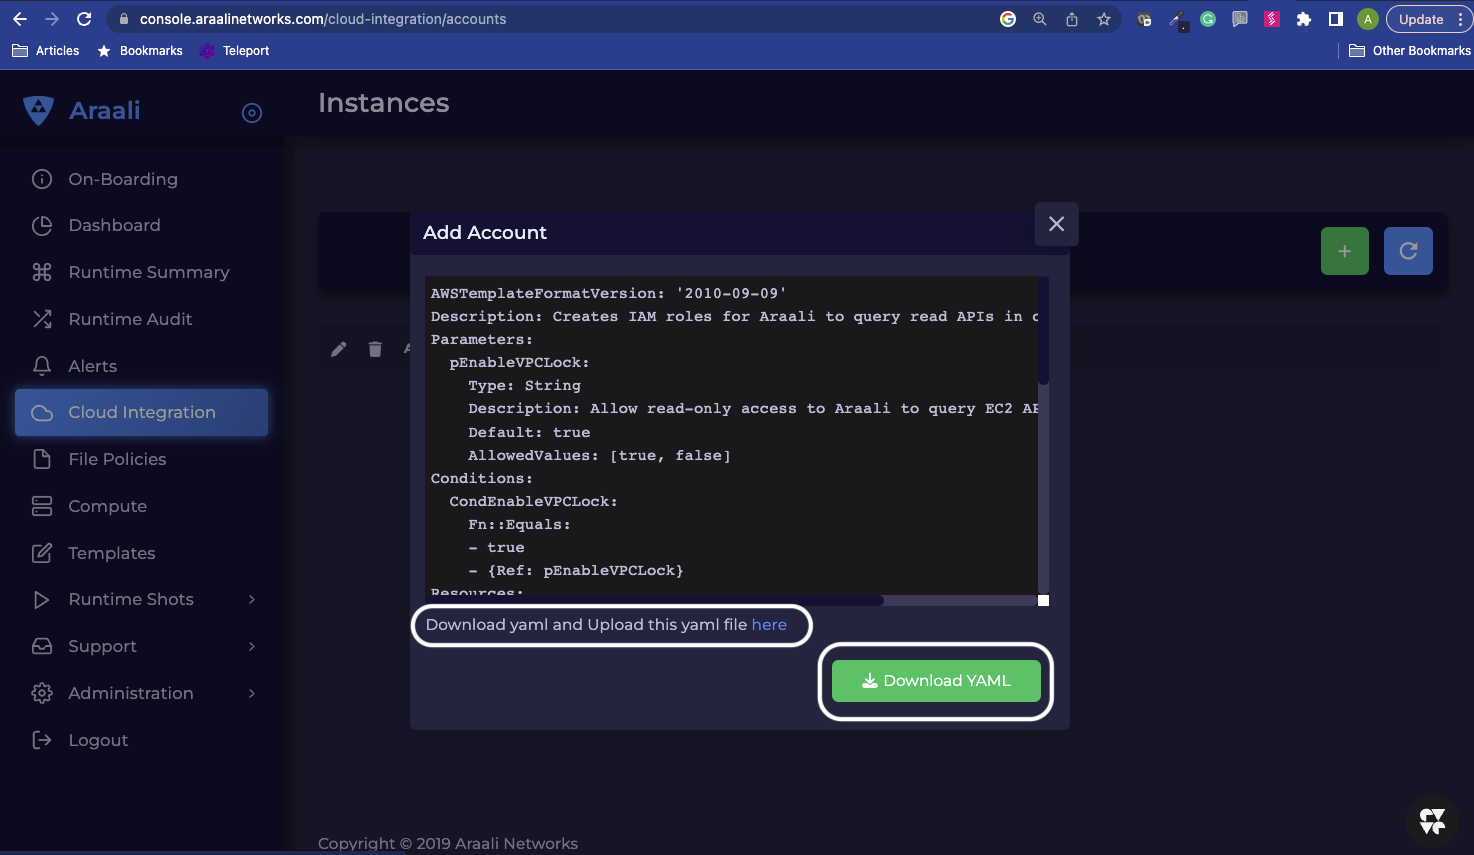 console.araalinetworks.com/cloud-integration/accounts
A
Update
Articles
Bookmarks
Teleport
Other Bookmarks
Araali
Instances
On-Boarding
Dashboard
Runtime Summary
Runtime Audit
Alerts
Cloud Integration
File Policies
Compute
Templates
Runtime Shots
Support
Administration
Logout
Add Account
AWSTemplateFormatVersion: '2010-09-09'
Description: Creates IAM roles for Araali to query read APIs in
Parameters:
pEnableVPCLock:
Type: String
Description: Allow read-only access to Araali to query EC2
Default: true
AllowedValues: [true, false]
Conditions:
CondEnableVPCLock:
Fn::Equals:
- true
- {Ref: pEnableVPCLock}
Resources:
Download yaml and Upload this yaml file here
Download YAML
Copyright © 2019 Araali Networks